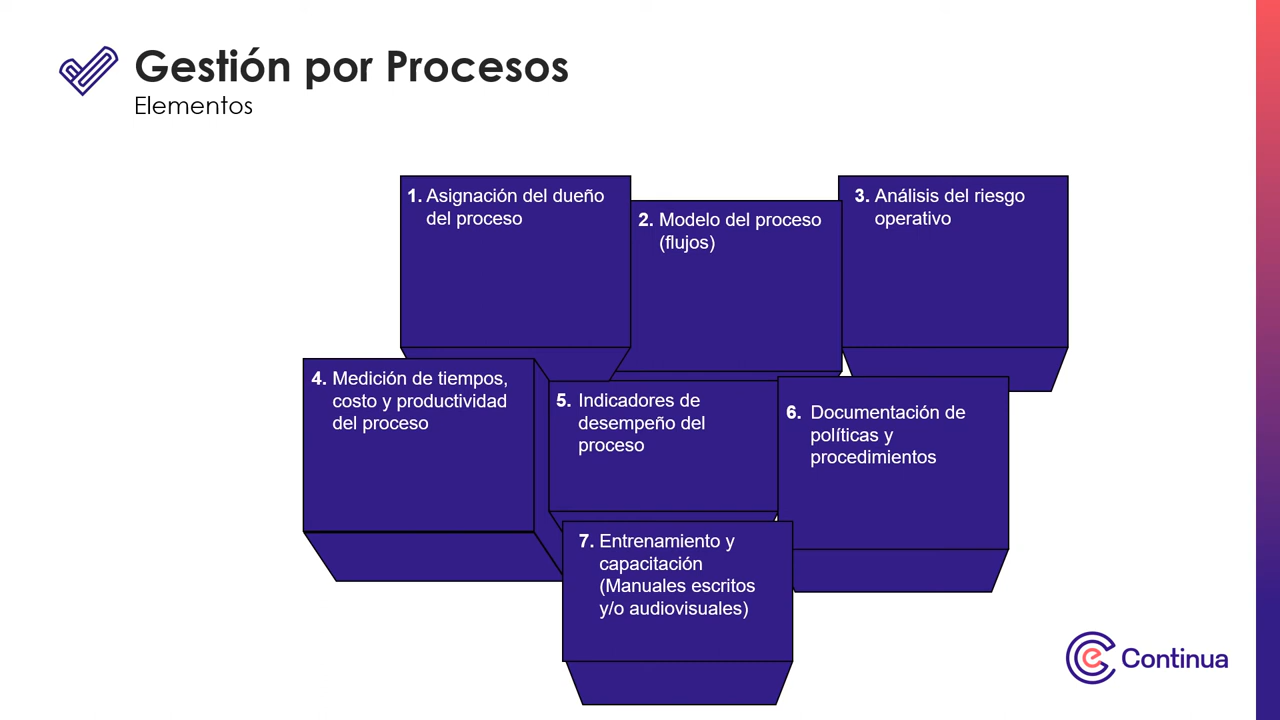 Gestión por Procesos
Elementos
1. Asignación del dueño
del proceso
2. Modelo del proceso
(flujos)
3. Análisis del riesgo
operativo
4. Medición de tiempos,
costo y productividad
del proceso
5. Indicadores de
desempeño del
proceso
6. Documentación de
políticas y
procedimientos
7. Entrenamiento y
capacitación
(Manuales escritos
y/o audiovisuales)
e Continua